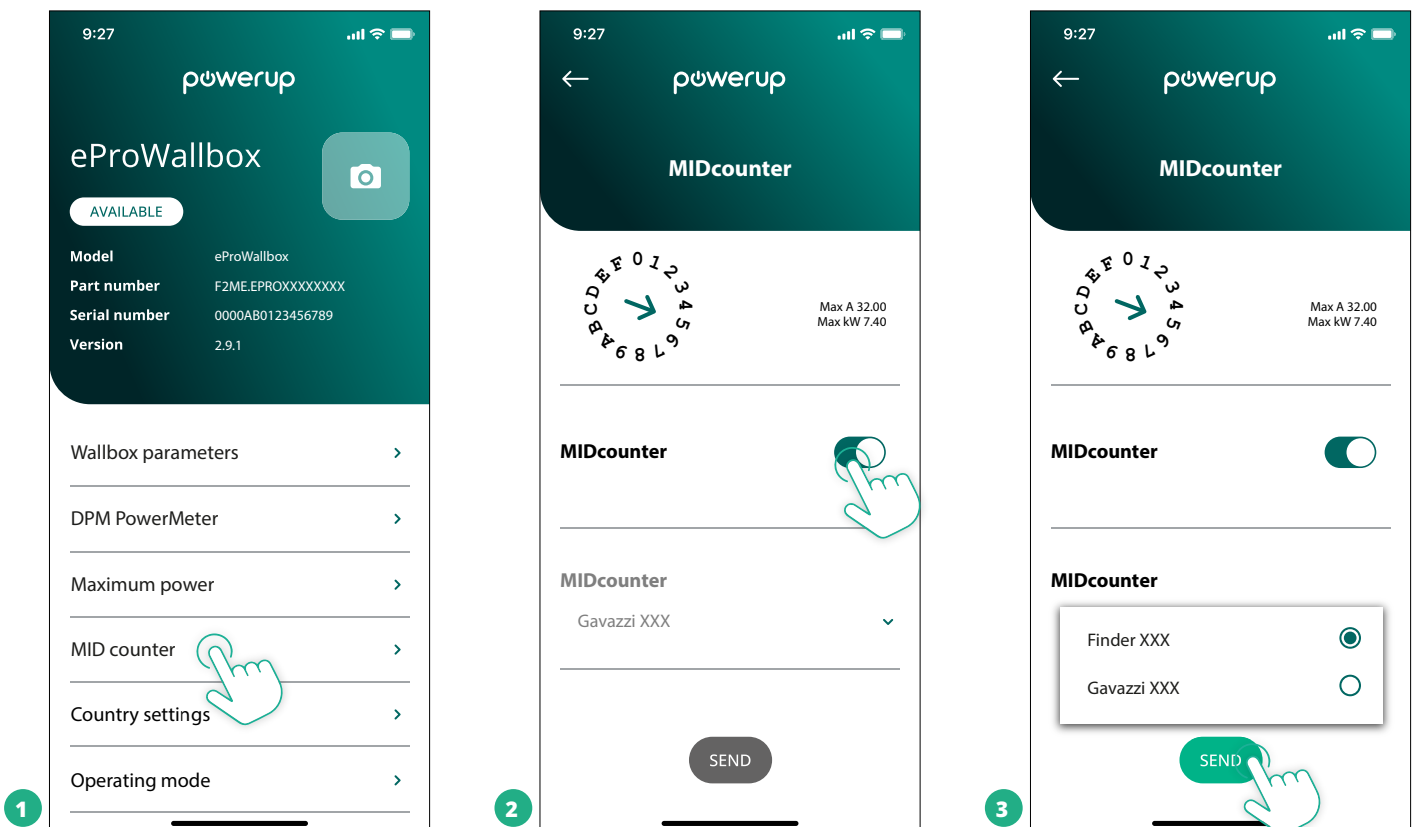 9:27
powerup
eProWallbox
AVAILABLE
Model eProWallbox
Part number F2ME.EPROXXXXXXXX
Serial number 0000AB0123456789
Version 2.9.1
Wallbox parameters
DPM PowerMeter
Maximum power
MID counter
Country settings
Operating mode
1
9:27
powerup
MIDcounter
0 1 2 3 4 5 6 7 8 9 A B C D E F
Max A 32.00
Max kW 7.40
MIDcounter
MIDcounter
Gavazzi XXX
SEND
2
9:27
powerup
MIDcounter
0 1 2 3 4 5 6 7 8 9 A B C D E F
Max A 32.00
Max kW 7.40
MIDcounter
MIDcounter
Finder XXX
Gavazzi XXX
SEND
3